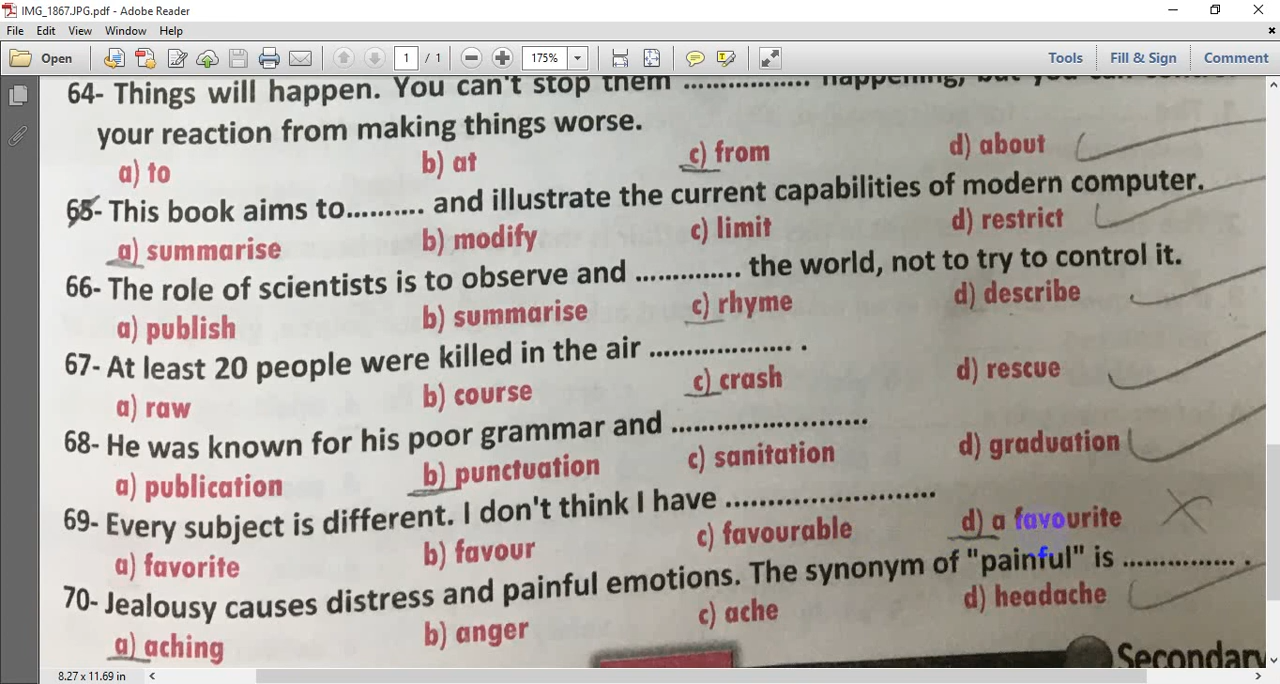 IMG_1867.JPG.pdf - Adobe Reader
File Edit View Window Help
Open 1 / 1 175% Tools Fill & Sign Comment
64- Things will happen. You can't stop them ................ happening, but you can
your reaction from making things worse.
a) to b) at c) from d) about
65- This book aims to.......... and illustrate the current capabilities of modern computer.
a) summarise b) modify c) limit d) restrict
66- The role of scientists is to observe and .............. the world, not to try to control it.
a) publish b) summarise c) rhyme d) describe
67- At least 20 people were killed in the air ................... .
a) raw b) course c) crash d) rescue
68- He was known for his poor grammar and ..........................
a) publication b) punctuation c) sanitation d) graduation
69- Every subject is different. I don't think I have ............................
a) favorite b) favour c) favourable d) a favourite
70- Jealousy causes distress and painful emotions. The synonym of "painful" is ............... .
a) aching b) anger c) ache d) headache
Secondary
8.27 x 11.69 in